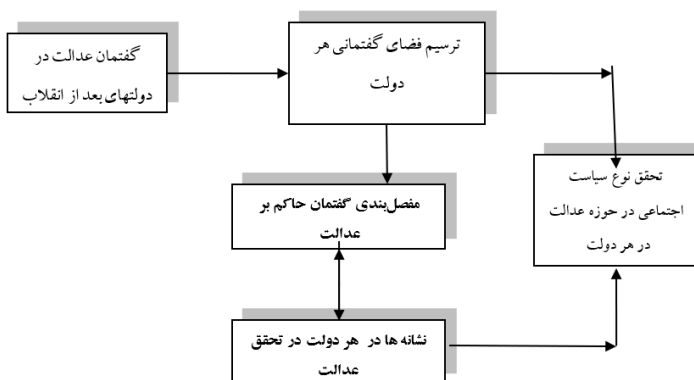 گفتمان عدالت در
دولتهای بعد از انقلاب
ترسیم فضای گفتمانی هر
دولت
تحقق نوع سیاست
اجتماعی در حوزه عدالت
در هر دولت
مفصل‌بندی گفتمان حاکم بر
عدالت
نشانه ها در هر دولت در تحقق
عدالت